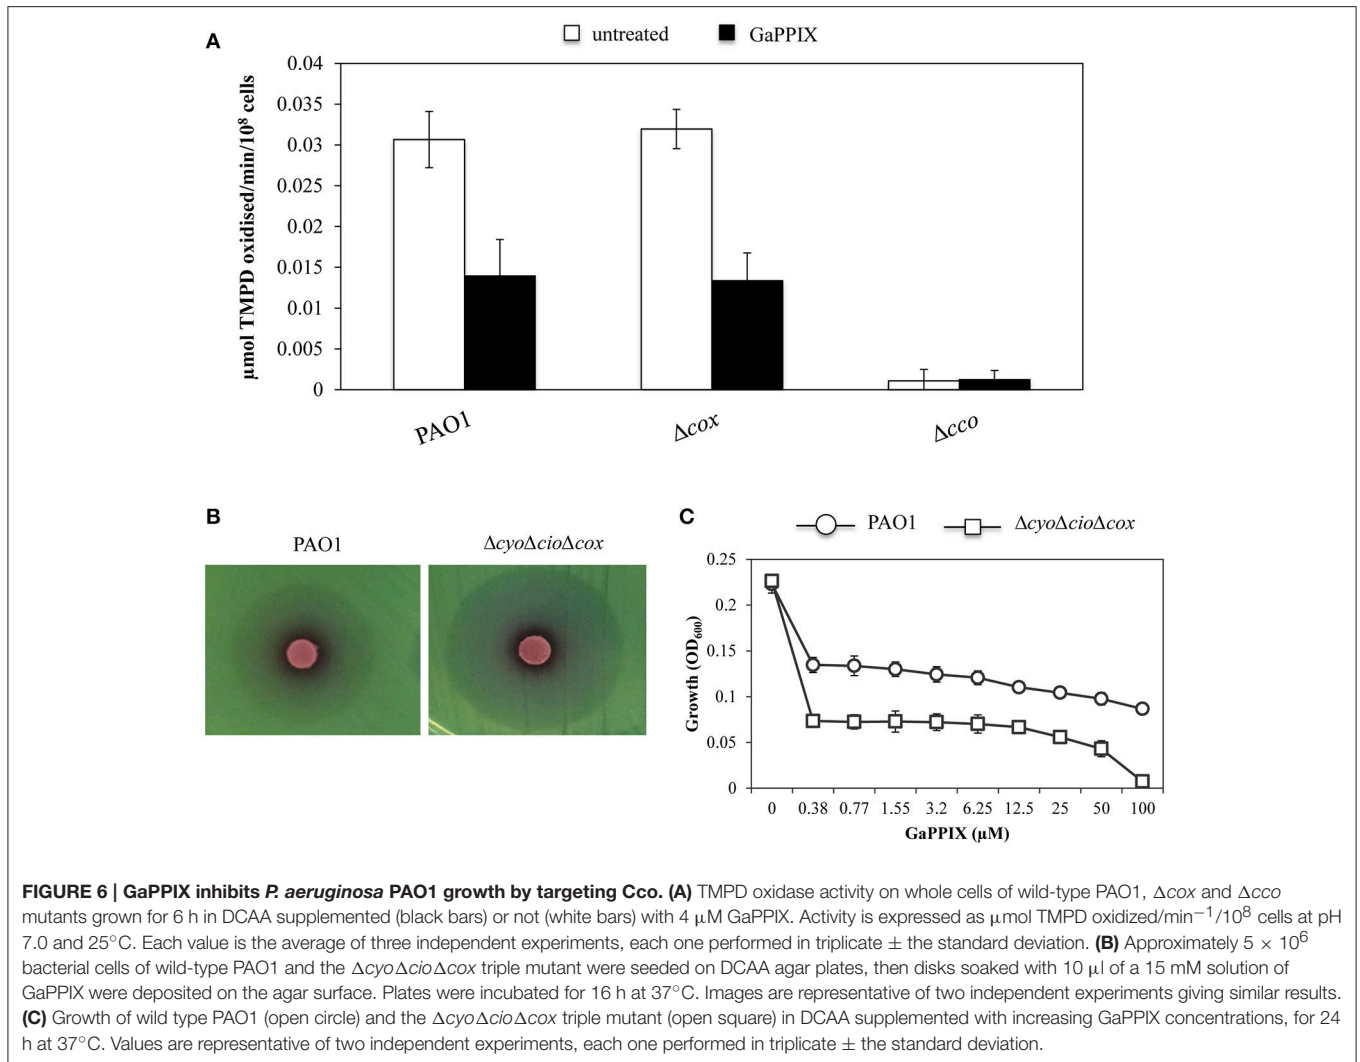 A
untreated GaPPIX
µmol TMPD oxidised/min/10⁸ cells
0.04
0.035
0.03
0.025
0.02
0.015
0.01
0.005
0
PAO1 Δcox Δcco
B
PAO1 ΔcyoΔcioΔcox
C
PAO1 ΔcyoΔcioΔcox
Growth (OD₆₀₀)
0.25
0.2
0.15
0.1
0.05
0
0 0.38 0.77 1.55 3.2 6.25 12.5 25 50 100
GaPPIX (µM)
FIGURE 6 | GaPPIX inhibits P. aeruginosa PAO1 growth by targeting Cco. (A) TMPD oxidase activity on whole cells of wild-type PAO1, Δcox and Δcco
mutants grown for 6 h in DCAA supplemented (black bars) or not (white bars) with 4 µM GaPPIX. Activity is expressed as µmol TMPD oxidized/min⁻¹/10⁸ cells at pH
7.0 and 25°C. Each value is the average of three independent experiments, each one performed in triplicate ± the standard deviation. (B) Approximately 5 × 10⁶
bacterial cells of wild-type PAO1 and the ΔcyoΔcioΔcox triple mutant were seeded on DCAA agar plates, then disks soaked with 10 µl of a 15 mM solution of
GaPPIX were deposited on the agar surface. Plates were incubated for 16 h at 37°C. Images are representative of two independent experiments giving similar results.
(C) Growth of wild type PAO1 (open circle) and the ΔcyoΔcioΔcox triple mutant (open square) in DCAA supplemented with increasing GaPPIX concentrations, for 24
h at 37°C. Values are representative of two independent experiments, each one performed in triplicate ± the standard deviation.